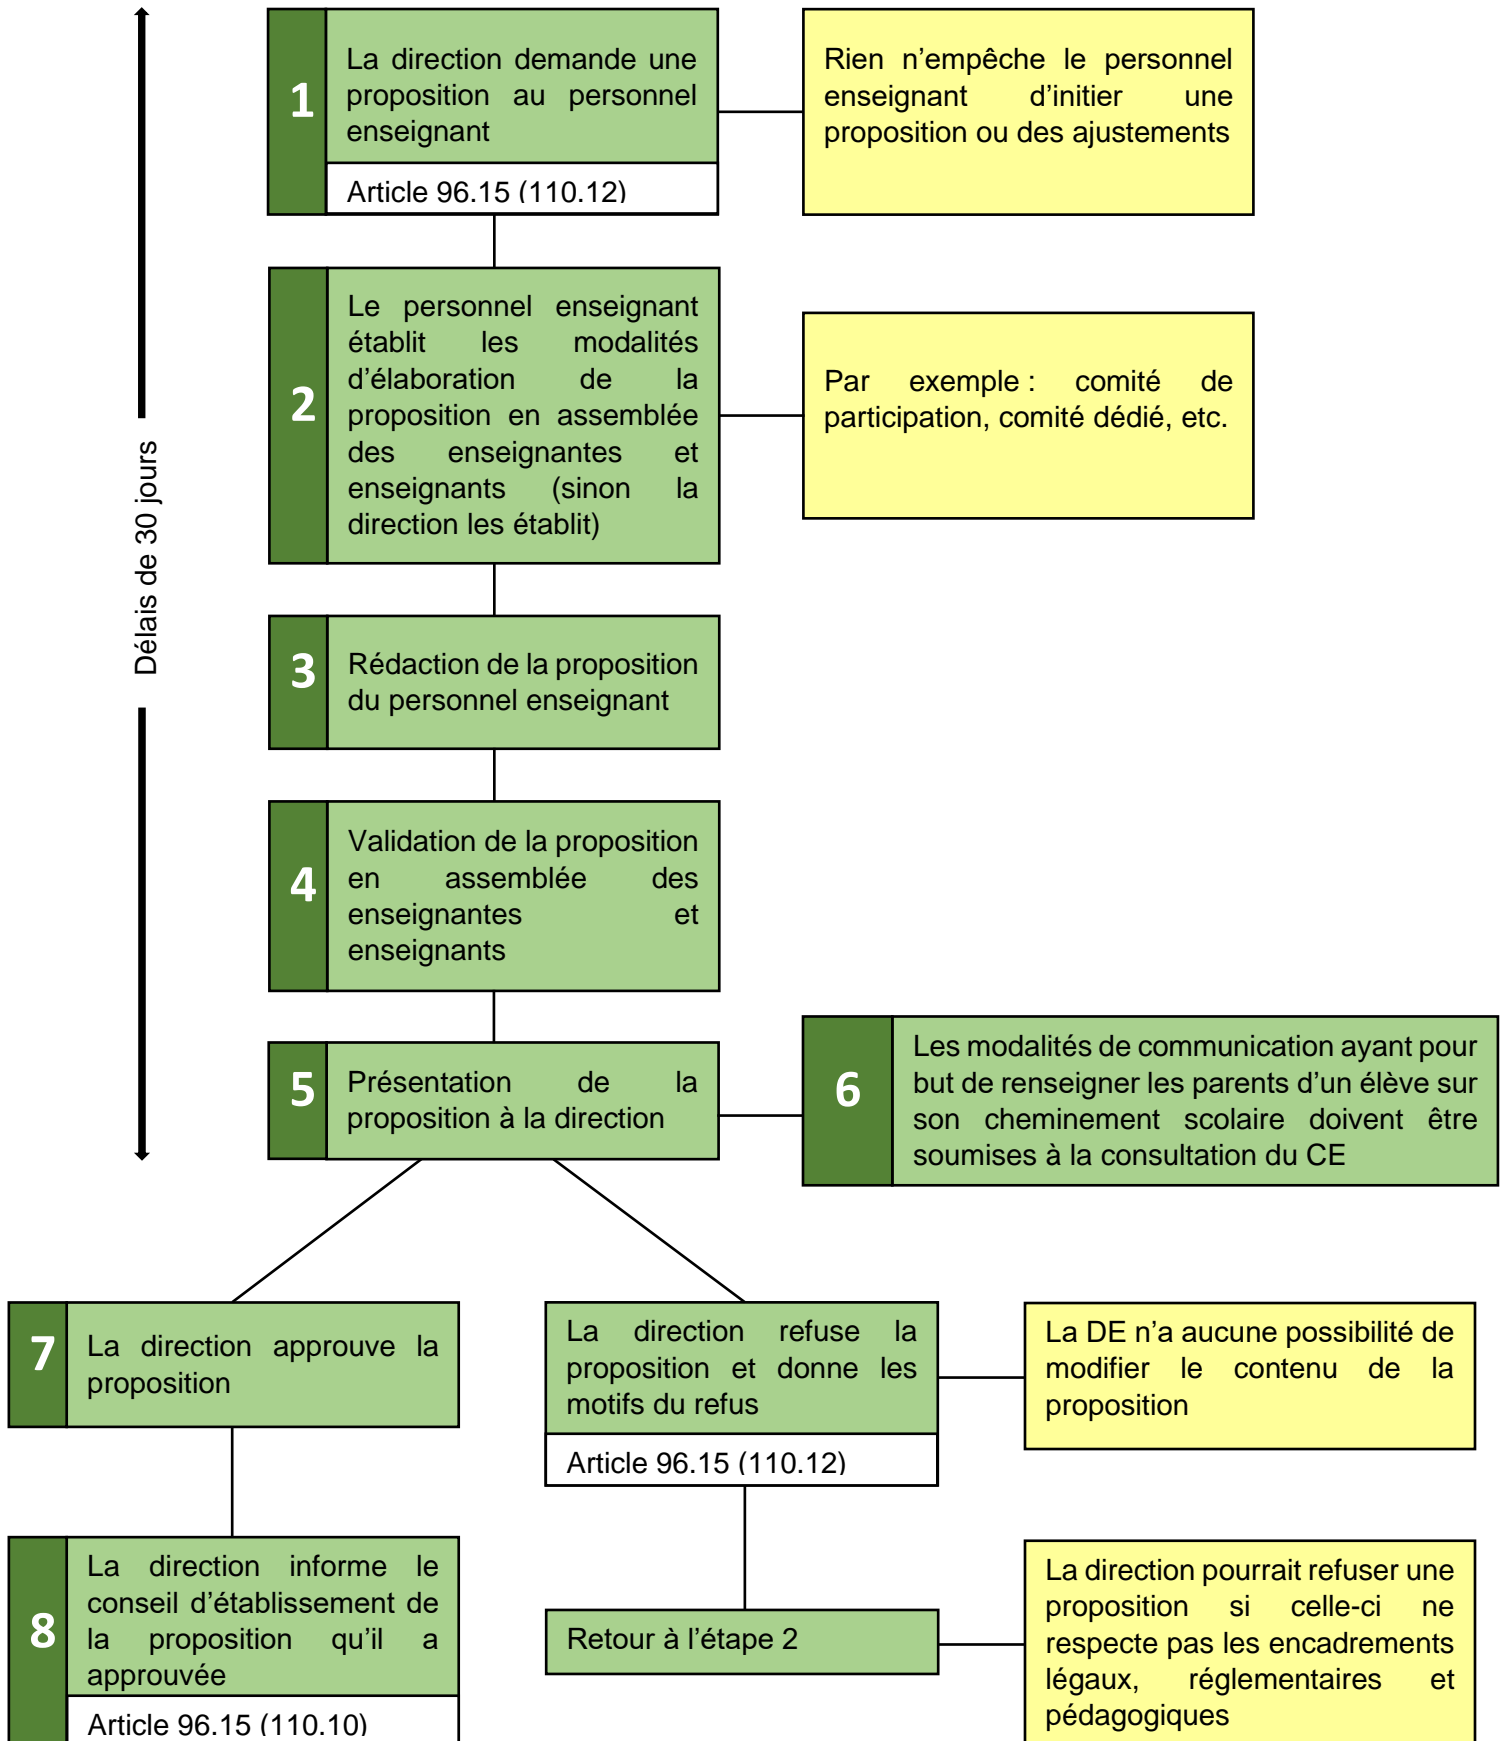 Délais de 30 jours
1
La direction demande une
proposition au personnel
enseignant
Article 96.15 (110.12)
Rien n’empêche le personnel
enseignant d’initier une
proposition ou des ajustements
2
Le personnel enseignant
établit les modalités
d’élaboration de la
proposition en assemblée
des enseignantes et
enseignants (sinon la
direction les établit)
Par exemple : comité de
participation, comité dédié, etc.
3
Rédaction de la proposition
du personnel enseignant
4
Validation de la proposition
en assemblée des
enseignantes et
enseignants
5
Présentation de la
proposition à la direction
6
Les modalités de communication ayant pour
but de renseigner les parents d’un élève sur
son cheminement scolaire doivent être
soumises à la consultation du CE
7
La direction approuve la
proposition
La direction refuse la
proposition et donne les
motifs du refus
Article 96.15 (110.12)
La DE n’a aucune possibilité de
modifier le contenu de la
proposition
8
La direction informe le
conseil d’établissement de
la proposition qu’il a
approuvée
Article 96.15 (110.10)
Retour à l’étape 2
La direction pourrait refuser une
proposition si celle-ci ne
respecte pas les encadrements
légaux, réglementaires et
pédagogiques